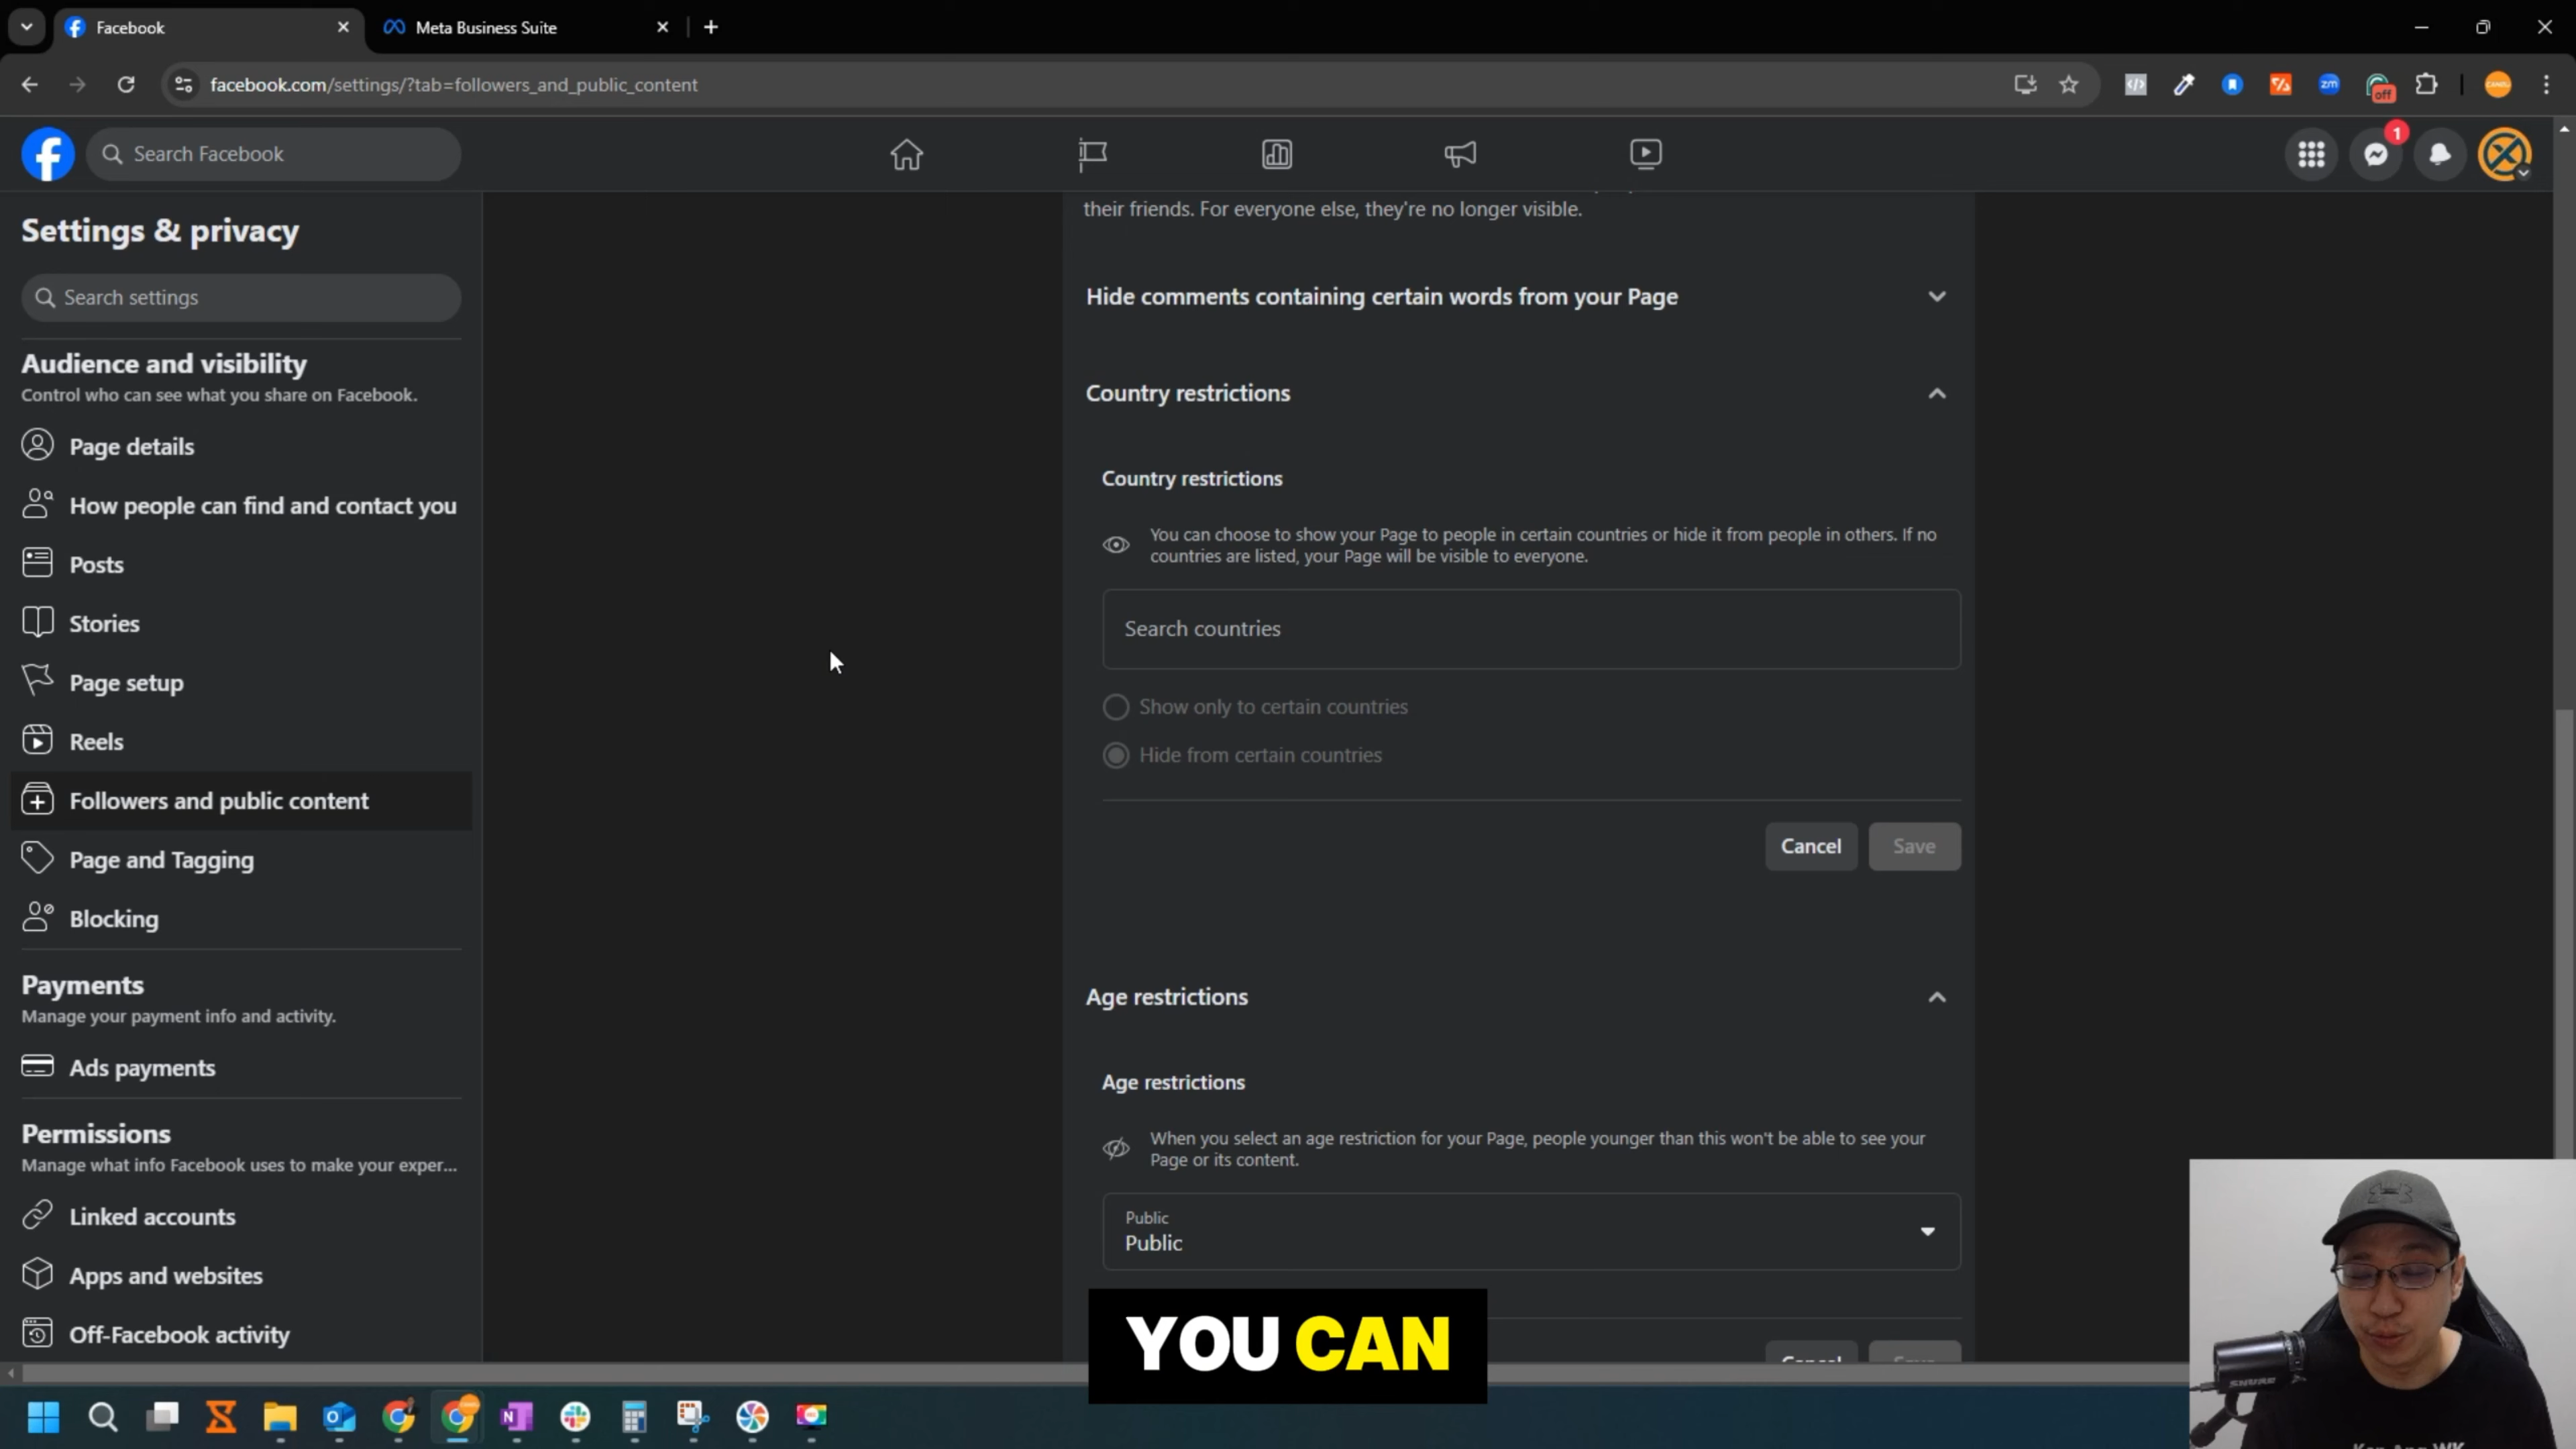 Facebook
Meta Business Suite
facebook.com/settings/?tab=followers_and_public_content
zm
off
Search Facebook
1
Settings & privacy
Search settings
Audience and visibility
Control who can see what you share on Facebook.
Page details
How people can find and contact you
Posts
Stories
Page setup
Reels
Followers and public content
Page and Tagging
Blocking
Payments
Manage your payment info and activity.
Ads payments
Permissions
Manage what info Facebook uses to make your exper...
Linked accounts
Apps and websites
Off-Facebook activity
their friends. For everyone else, they're no longer visible.
Hide comments containing certain words from your Page
Country restrictions
Country restrictions
You can choose to show your Page to people in certain countries or hide it from people in others. If no
countries are listed, your Page will be visible to everyone.
Search countries
Show only to certain countries
Hide from certain countries
Cancel Save
Age restrictions
Age restrictions
When you select an age restriction for your Page, people younger than this won't be able to see your
Page or its content.
Public
Public
Cancel Save
YOU CAN
SHURE